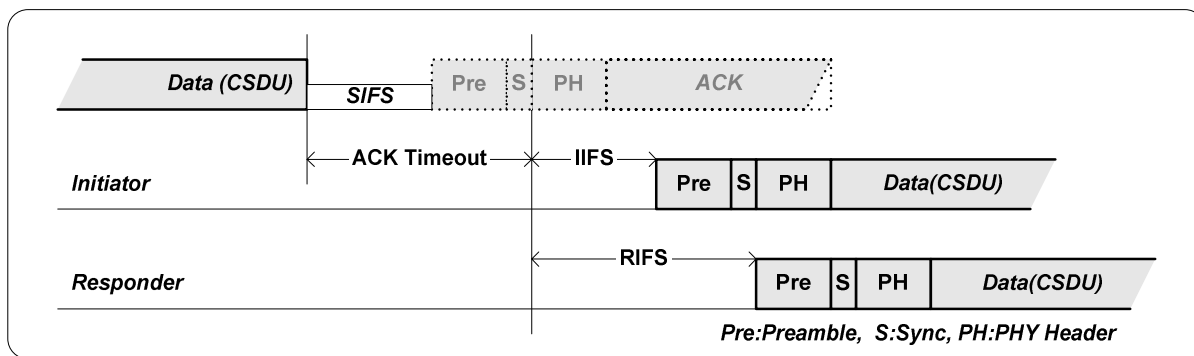 Data (CSDU) SIFS Pre S PH ACK
ACK Timeout IIFS
Initiator Pre S PH Data(CSDU)
RIFS
Responder Pre S PH Data(CSDU)
Pre:Preamble, S:Sync, PH:PHY Header